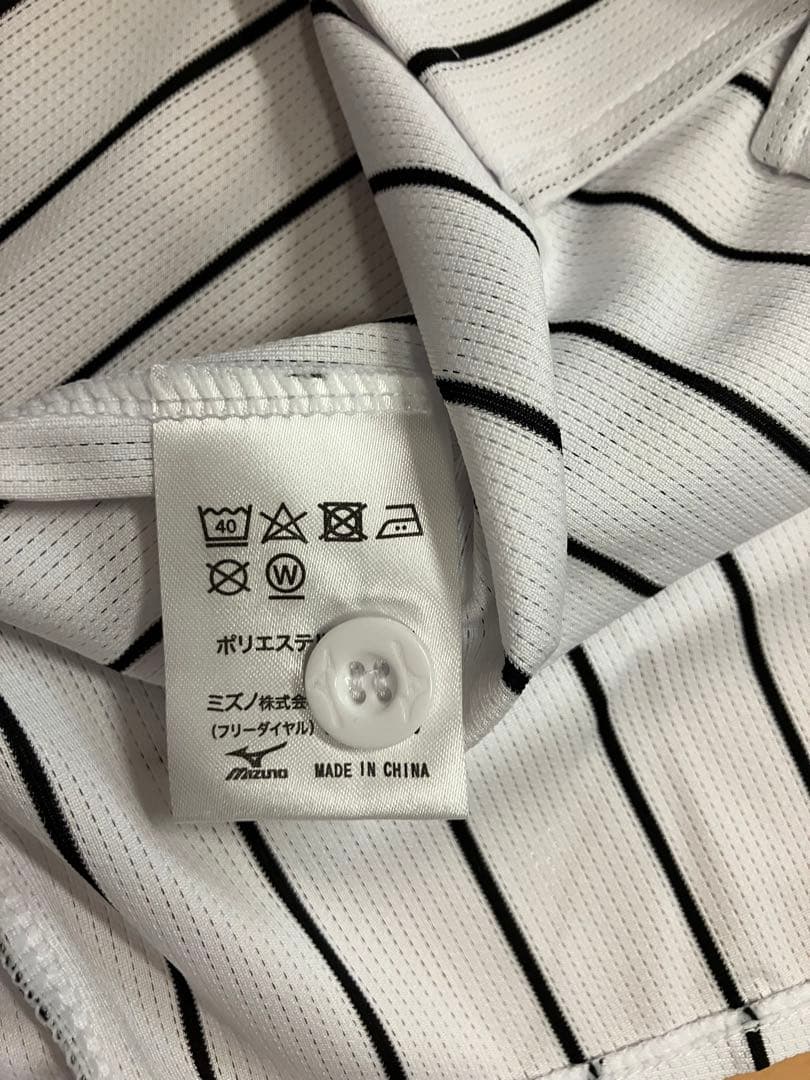 40
W
ポリエステ
ミズノ株式会
(フリーダイヤル)
Mizuno MADE IN CHINA